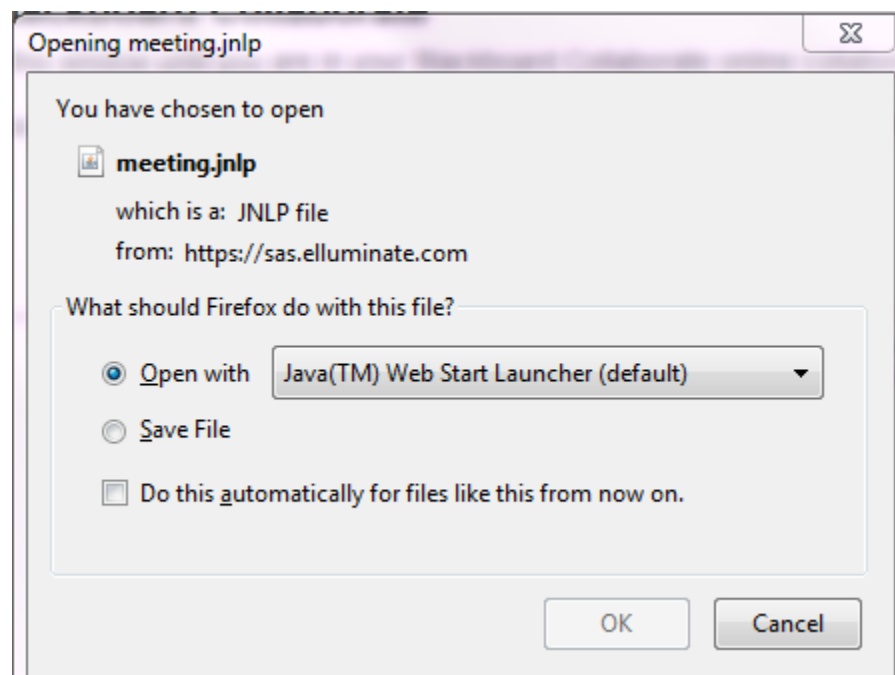 Opening meeting.jnlp
You have chosen to open
meeting.jnlp
which is a: JNLP file
from: https://sas.elluminate.com
What should Firefox do with this file?
Open with Java(TM) Web Start Launcher (default)
Save File
Do this automatically for files like this from now on.
OK Cancel